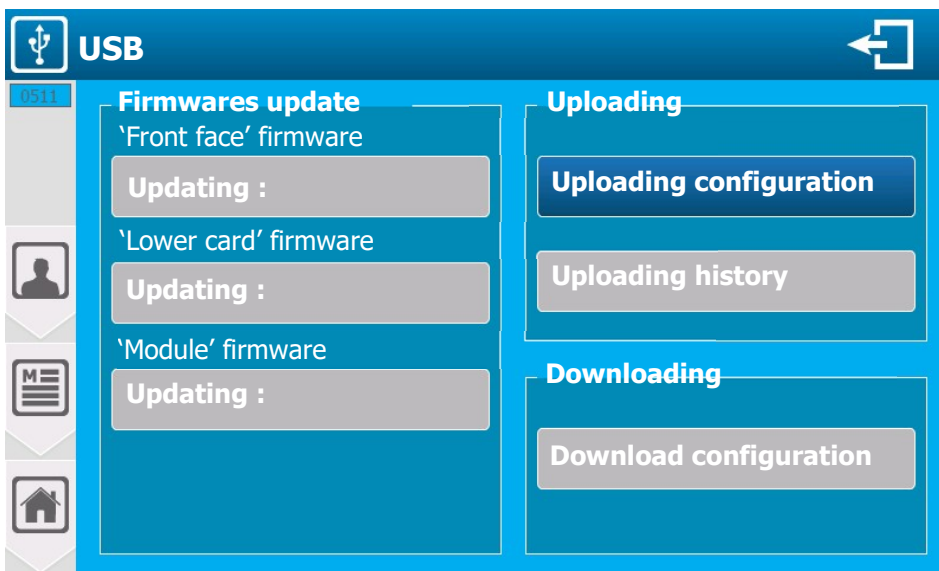 USB
0511
Firmwares update
‘Front face’ firmware
Updating :
‘Lower card’ firmware
Updating :
‘Module’ firmware
Updating :
Uploading
Uploading configuration
Uploading history
Downloading
Download configuration
M